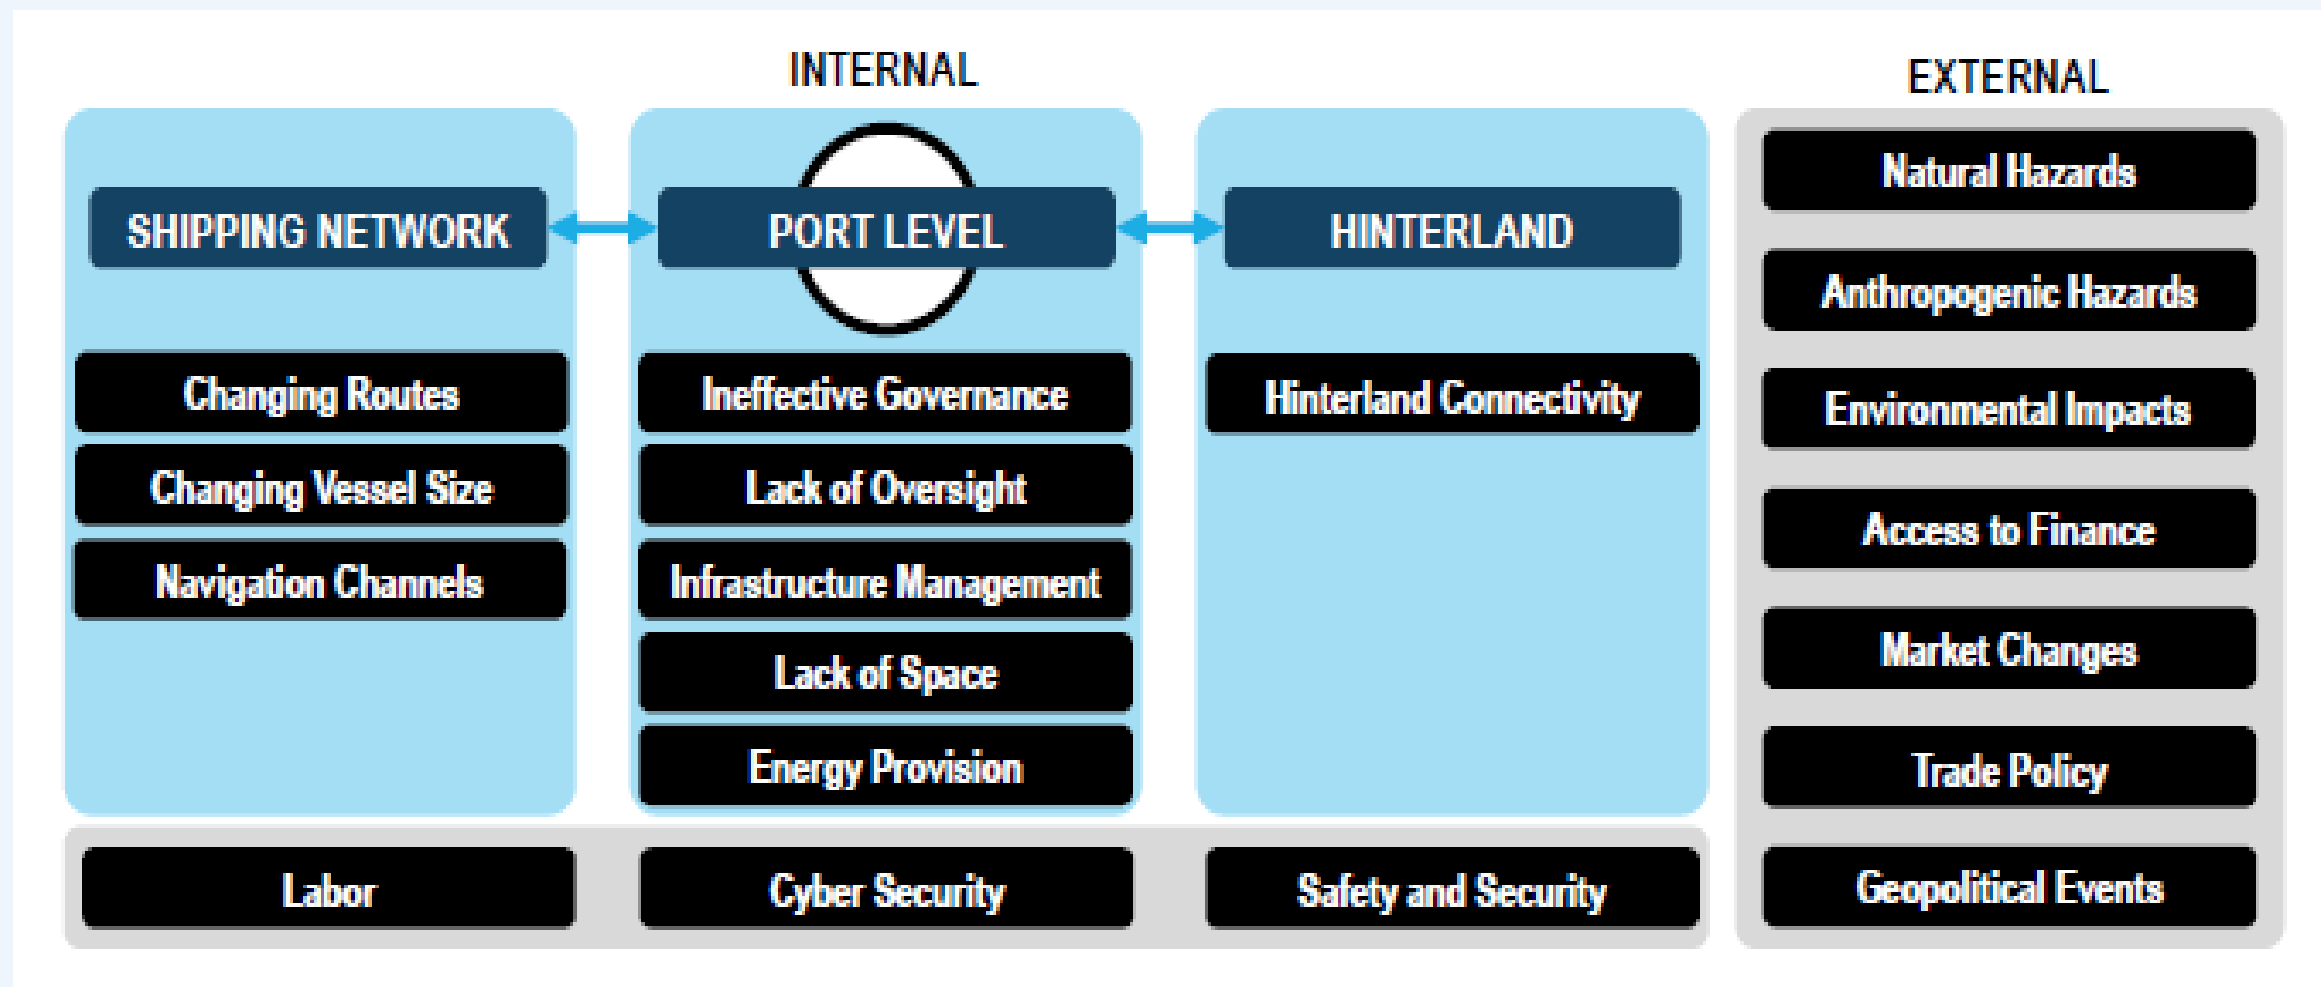 INTERNAL
SHIPPING NETWORK
PORT LEVEL
HINTERLAND
Changing Routes
Changing Vessel Size
Navigation Channels
Ineffective Governance
Lack of Oversight
Infrastructure Management
Lack of Space
Energy Provision
Hinterland Connectivity
Labor
Cyber Security
Safety and Security
EXTERNAL
Natural Hazards
Anthropogenic Hazards
Environmental Impacts
Access to Finance
Market Changes
Trade Policy
Geopolitical Events